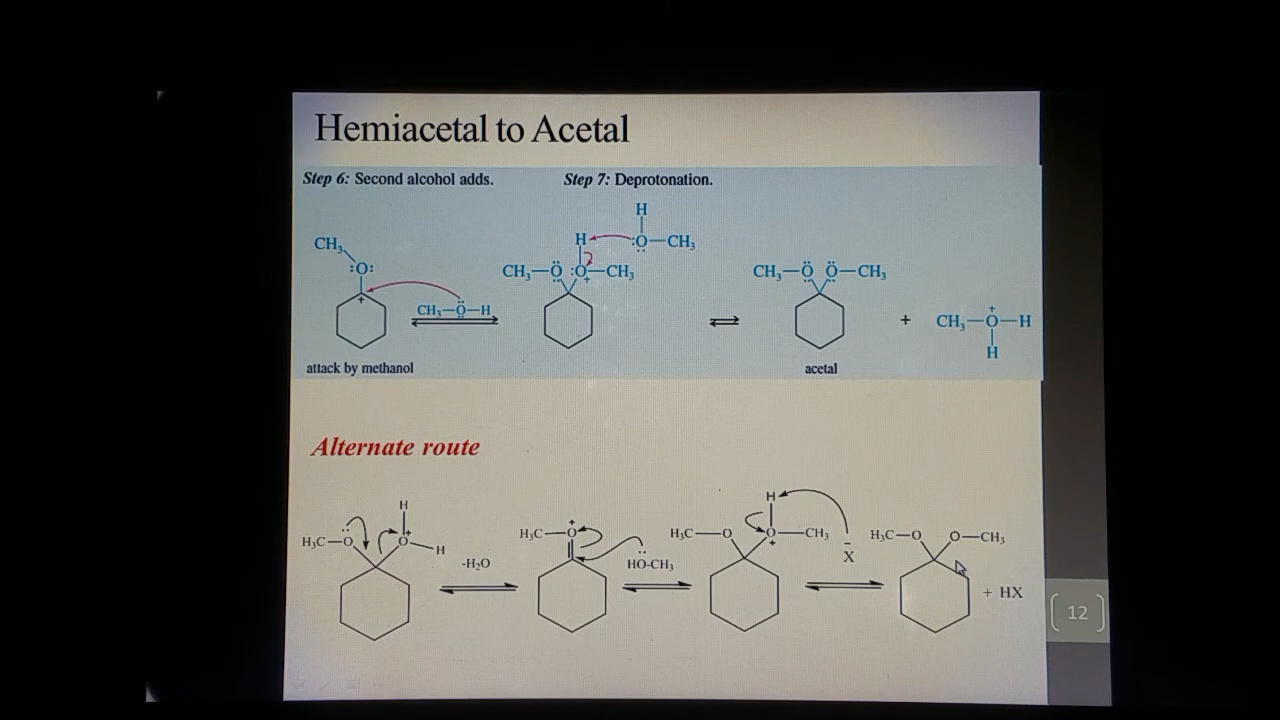 Hemiacetal to Acetal
Step 6: Second alcohol adds.
Step 7: Deprotonation.
CH₃
:O:
+
CH₃—Ö—H
attack by methanol
H
H
:O—CH₃
CH₃—Ö :O—CH₃
+
CH₃—Ö Ö—CH₃
acetal
+
+
CH₃—O—H
H
Alternate route
H
H₃C—O
O+
H
-H₂O
+
H₃C—O
HO-CH₃
H
H₃C—O
O—CH₃
+
X⁻
H₃C—O
O—CH₃
+ HX
12